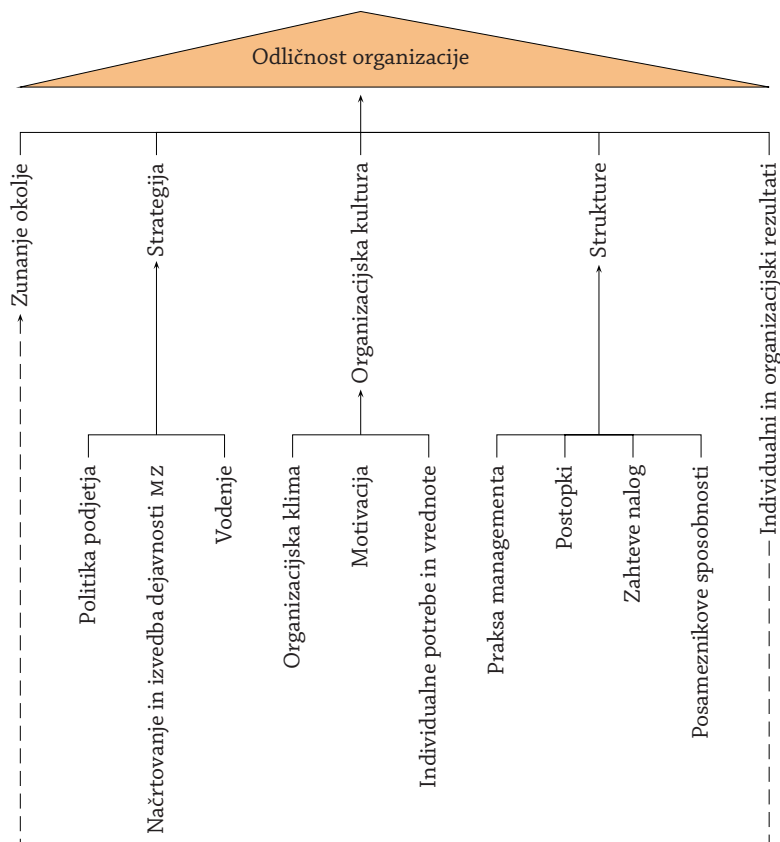 Odličnost organizacije
Zunanje okolje
Strategija
Organizacijska kultura
Strukture
Individualni in organizacijski rezultati
Politika podjetja
Načrtovanje in izvedba dejavnosti MZ
Vodenje
Organizacijska klima
Motivacija
Individualne potrebe in vrednote
Praksa managementa
Postopki
Zahteve nalog
Posameznikove sposobnosti